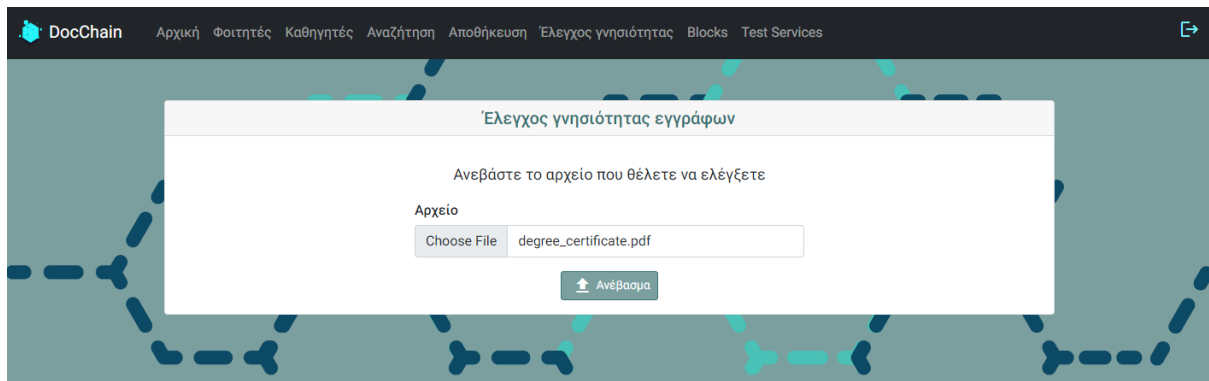 DocChain Αρχική Φοιτητές Καθηγητές Αναζήτηση Αποθήκευση Έλεγχος γνησιότητας Blocks Test Services
Έλεγχος γνησιότητας εγγράφων
Ανεβάστε το αρχείο που θέλετε να ελέγξετε
Αρχείο
Choose File degree_certificate.pdf
Ανέβασμα